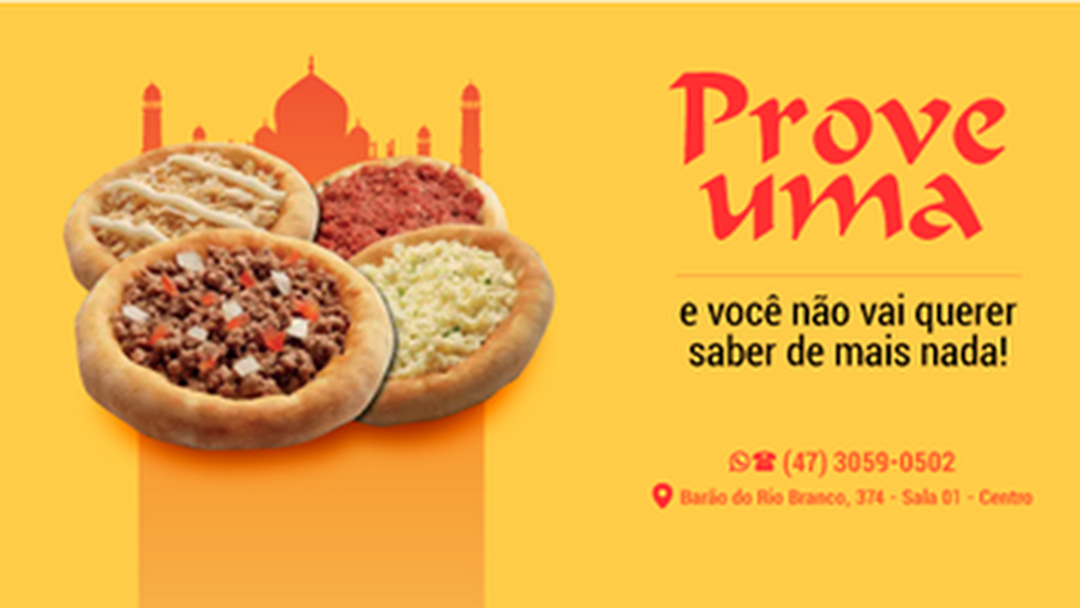 Prove
uma
e você não vai querer
saber de mais nada!
(47) 3059-0502
Barão do Rio Branco, 374 - Sala 01 - Centro